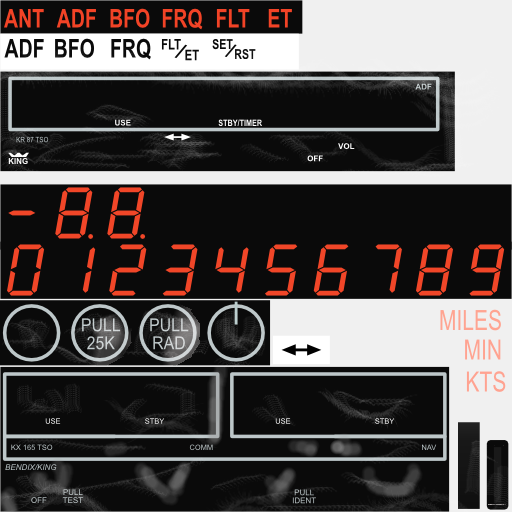 ANT ADF BFO FRQ FLT ET
ADF BFO FRQ FLT/ET SET/RST
ADF
USE STBY/TIMER
KR 87 TSO
VOL
KING OFF
-8.8.
0123456789
PULL 25K
PULL RAD
MILES
MIN
KTS
USE STBY USE STBY
KX 165 TSO COMM NAV
BENDIX/KING
OFF PULL TEST PULL IDENT